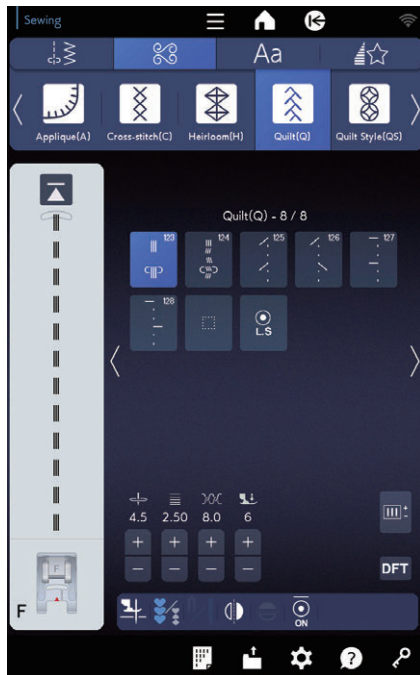 Sewing
Aa
Applique(A) Cross-stitch(C) Heirloom(H) Quilt(Q) Quilt Style(QS)
Quilt(Q) - 8 / 8
123 124 125 126 127
128
L.S
4.5 2.50 8.0 6
+ + + +
− − − −
DFT
F
F
ON
?